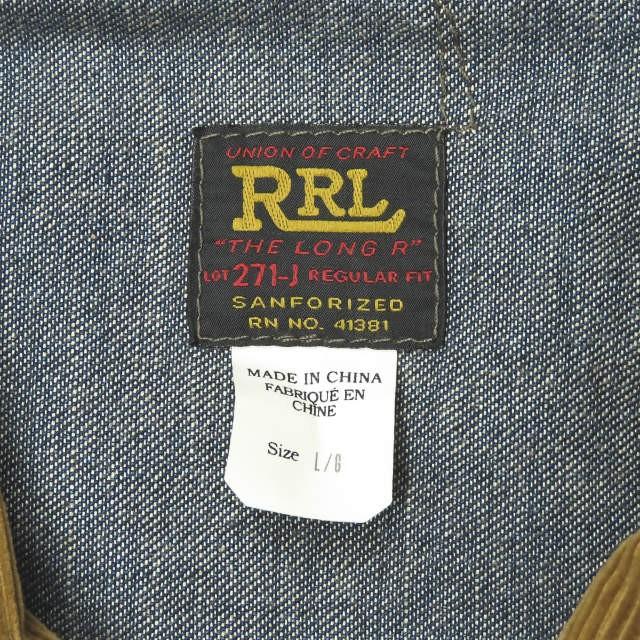 UNION OF CRAFT
RRL
"THE LONG R"
LOT 271-J REGULAR FIT
SANFORIZED
RN NO. 41381
MADE IN CHINA
FABRIQUÉ EN
CHINE
Size L/G